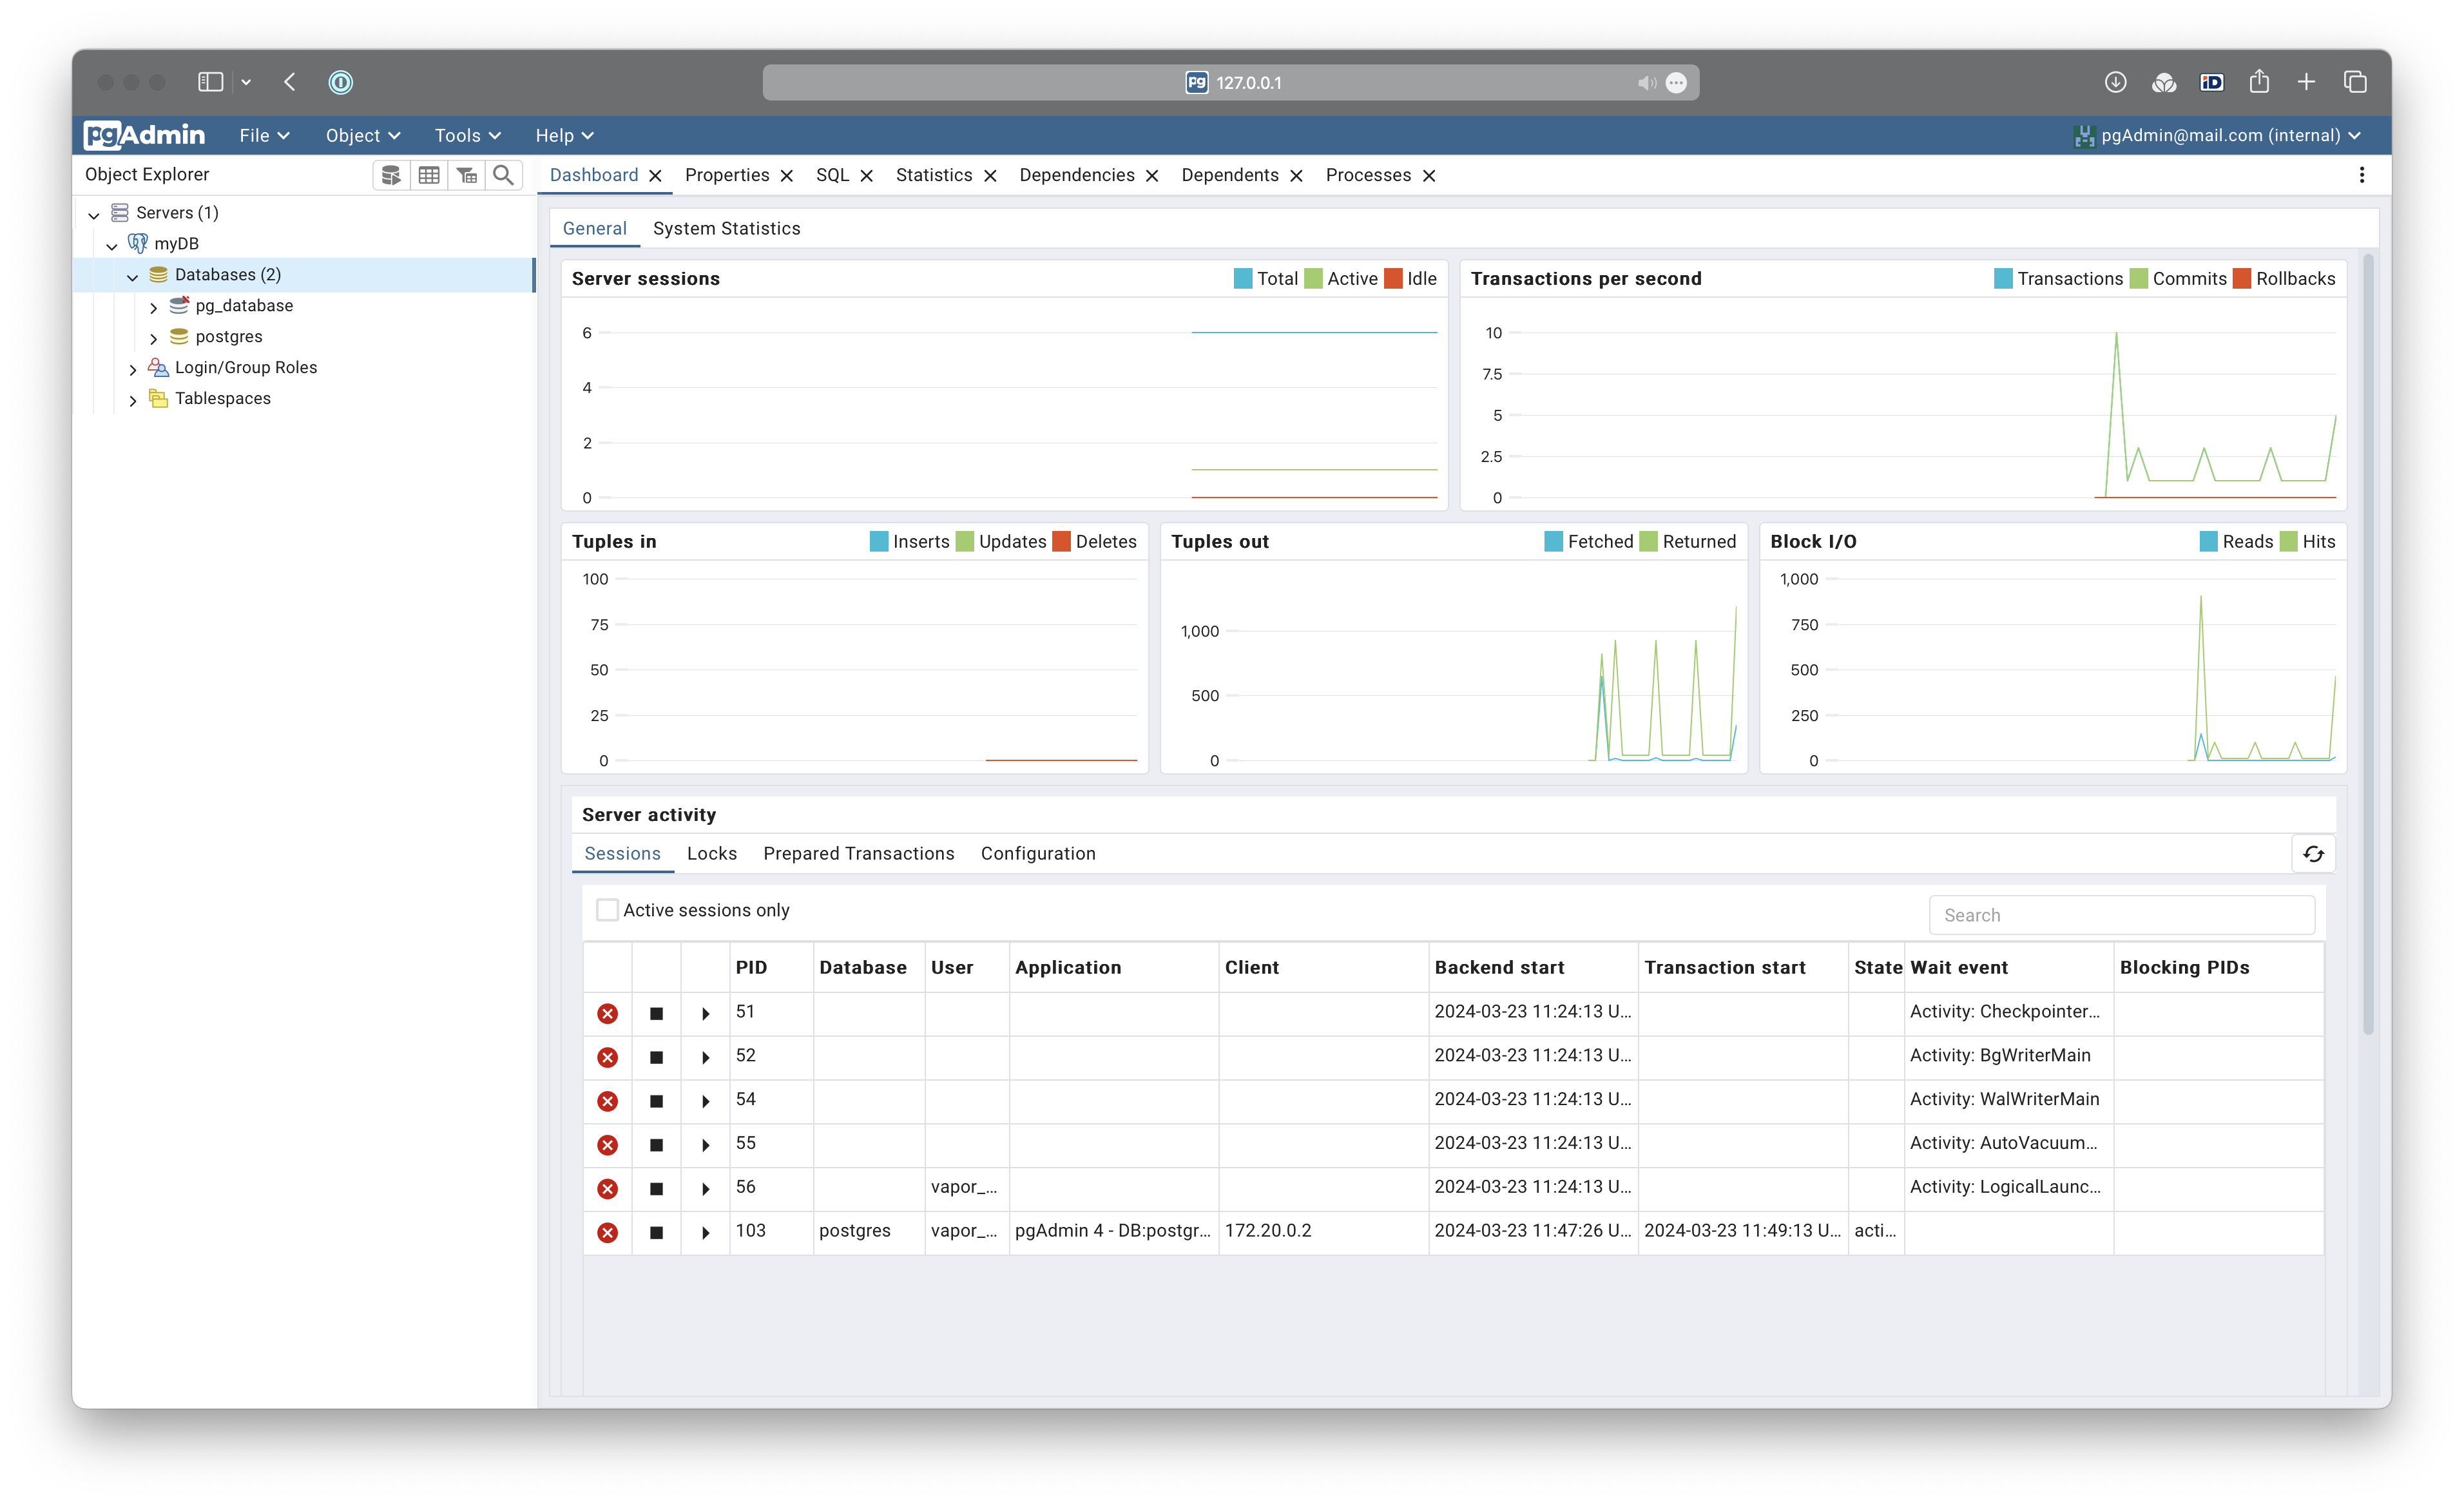 pg 127.0.0.1
iD
pgAdmin File Object Tools Help pgAdmin@mail.com (internal)
Object Explorer
Dashboard Properties SQL Statistics Dependencies Dependents Processes
Servers (1)
myDB
Databases (2)
pg_database
postgres
Login/Group Roles
Tablespaces
General System Statistics
Server sessions Total Active Idle
6
4
2
0
Transactions per second Transactions Commits Rollbacks
10
7.5
5
2.5
0
Tuples in Inserts Updates Deletes
100
75
50
25
0
Tuples out Fetched Returned
1,000
500
0
Block I/O Reads Hits
1,000
750
500
250
0
Server activity
Sessions Locks Prepared Transactions Configuration
Active sessions only Search
PID Database User Application Client Backend start Transaction start State Wait event Blocking PIDs
51 2024-03-23 11:24:13 U... Activity: Checkpointer...
52 2024-03-23 11:24:13 U... Activity: BgWriterMain
54 2024-03-23 11:24:13 U... Activity: WalWriterMain
55 2024-03-23 11:24:13 U... Activity: AutoVacuum...
56 vapor_... 2024-03-23 11:24:13 U... Activity: LogicalLaunc...
103 postgres vapor_... pgAdmin 4 - DB:postgr... 172.20.0.2 2024-03-23 11:47:26 U... 2024-03-23 11:49:13 U... acti...